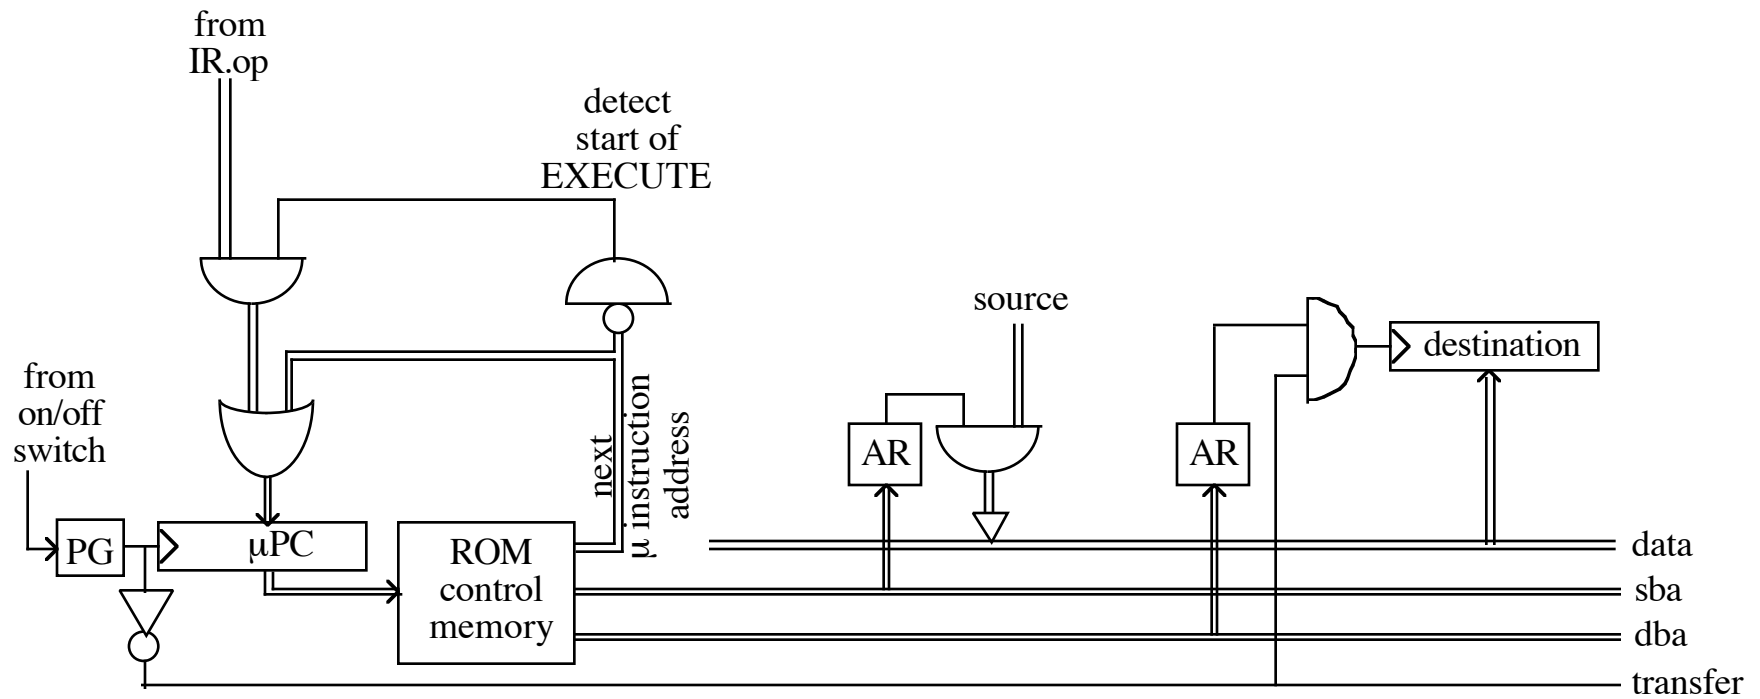 from
IR.op
detect
start of
EXECUTE
source
destination
from
on/off
switch
next
μ instruction
address
AR
AR
PG
μPC
ROM
control
memory
data
sba
dba
transfer